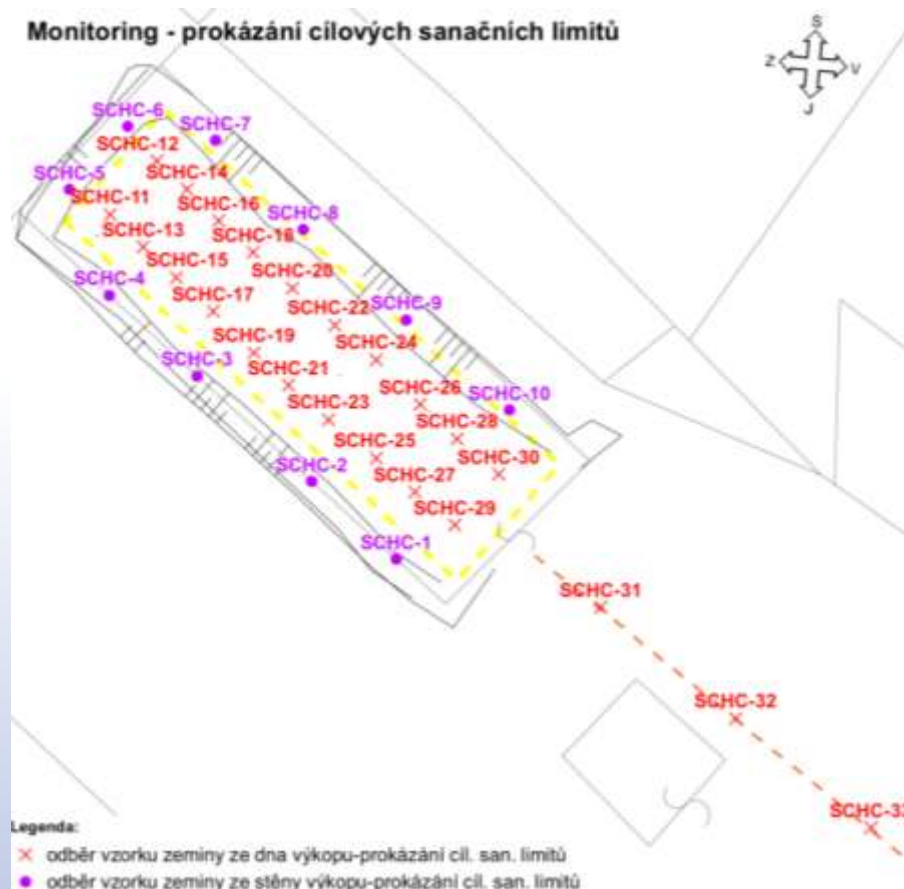 Monitoring - prokázání cílových sanačních limitů
S
Z
V
J
SCHC-6
SCHC-7
SCHC-12
SCHC-5
SCHC-14
SCHC-11
SCHC-16
SCHC-8
SCHC-13
SCHC-18
SCHC-15
SCHC-20
SCHC-4
SCHC-17
SCHC-22
SCHC-9
SCHC-19
SCHC-24
SCHC-3
SCHC-21
SCHC-26
SCHC-10
SCHC-23
SCHC-28
SCHC-25
SCHC-30
SCHC-2
SCHC-27
SCHC-29
SCHC-1
SCHC-31
SCHC-32
SCHC-33
Legenda:
odběr vzorku zeminy ze dna výkopu-prokázání cíl. san. limitů
odběr vzorku zeminy ze stěny výkopu-prokázání cíl. san. limitů